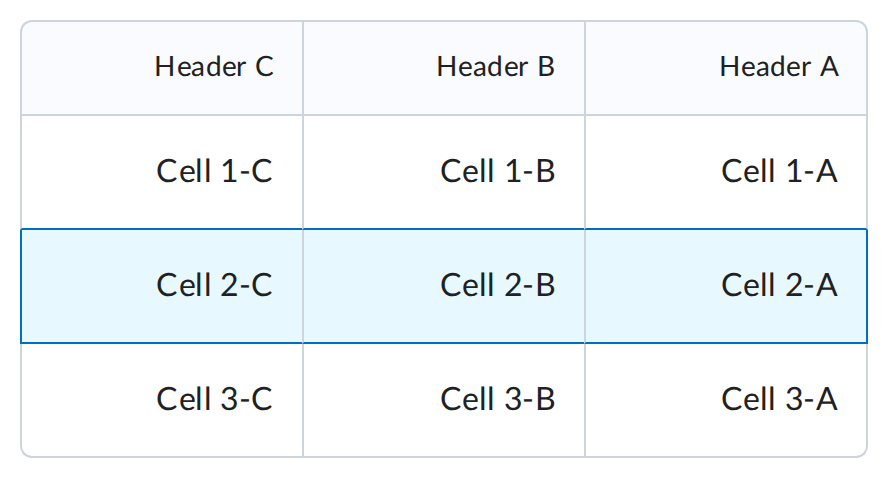 Header C Header B Header A
Cell 1-C Cell 1-B Cell 1-A
Cell 2-C Cell 2-B Cell 2-A
Cell 3-C Cell 3-B Cell 3-A